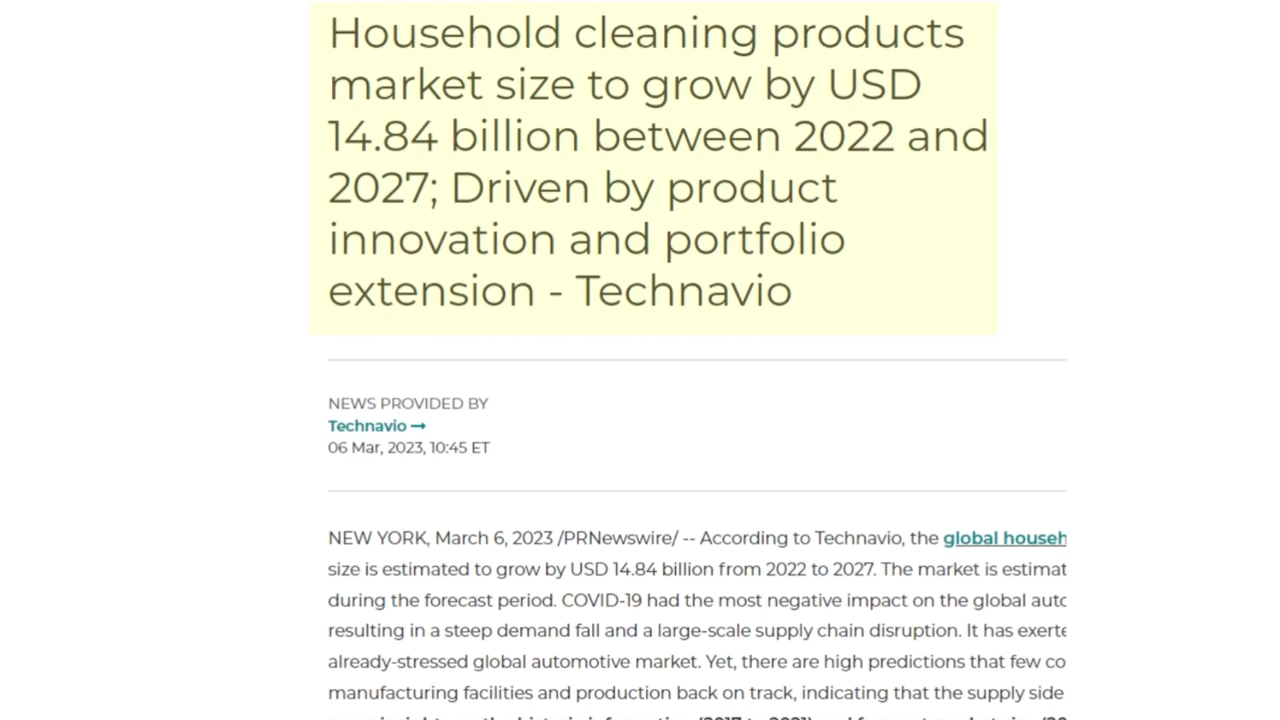 Household cleaning products
market size to grow by USD
14.84 billion between 2022 and
2027; Driven by product
innovation and portfolio
extension - Technavio
NEWS PROVIDED BY
Technavio →
06 Mar, 2023, 10:45 ET
NEW YORK, March 6, 2023 /PRNewswire/ -- According to Technavio, the global househ
size is estimated to grow by USD 14.84 billion from 2022 to 2027. The market is estimat
during the forecast period. COVID-19 had the most negative impact on the global auto
resulting in a steep demand fall and a large-scale supply chain disruption. It has exerte
already-stressed global automotive market. Yet, there are high predictions that few co
manufacturing facilities and production back on track, indicating that the supply side